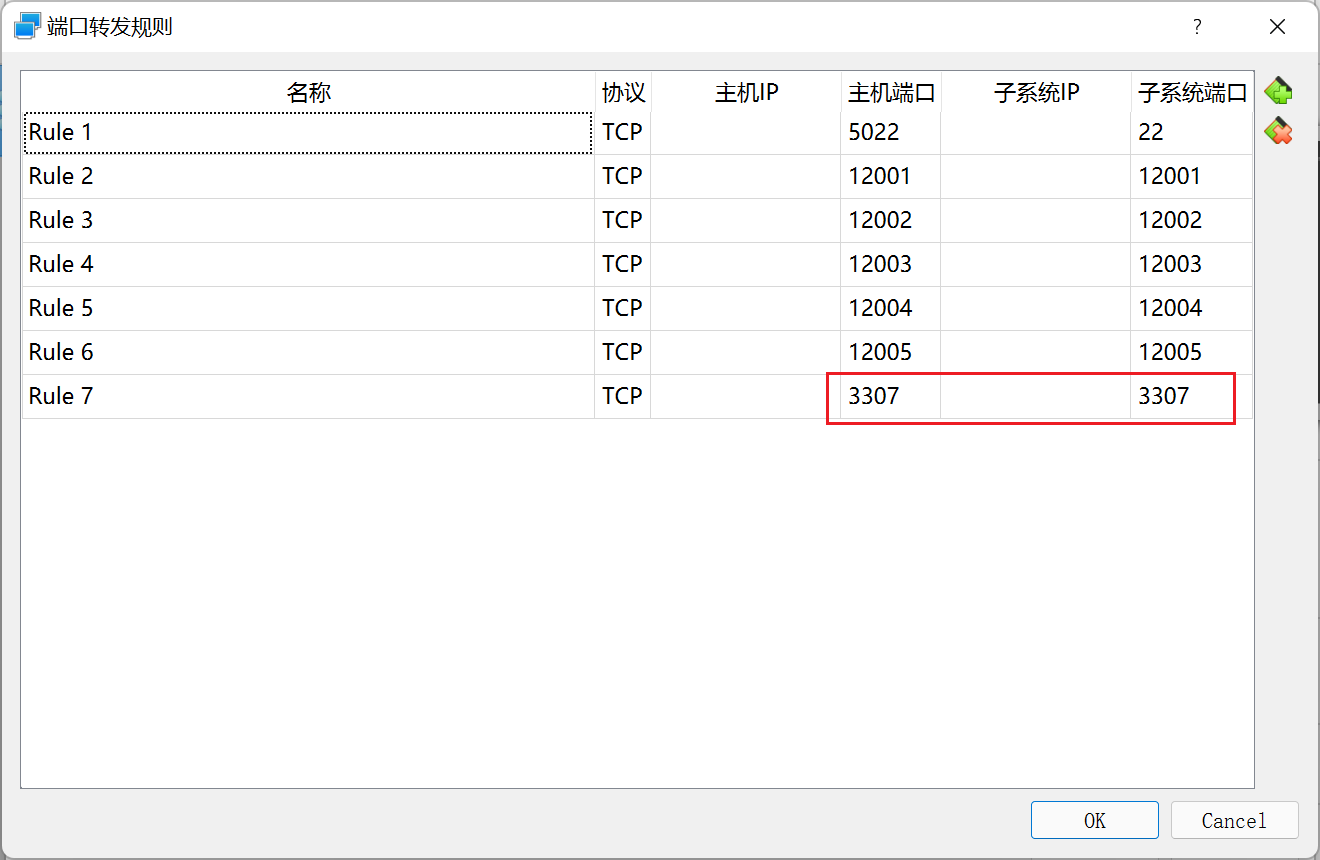 端口转发规则
?
名称 协议 主机IP 主机端口 子系统IP 子系统端口
Rule 1 TCP 5022 22
Rule 2 TCP 12001 12001
Rule 3 TCP 12002 12002
Rule 4 TCP 12003 12003
Rule 5 TCP 12004 12004
Rule 6 TCP 12005 12005
Rule 7 TCP 3307 3307
OK Cancel